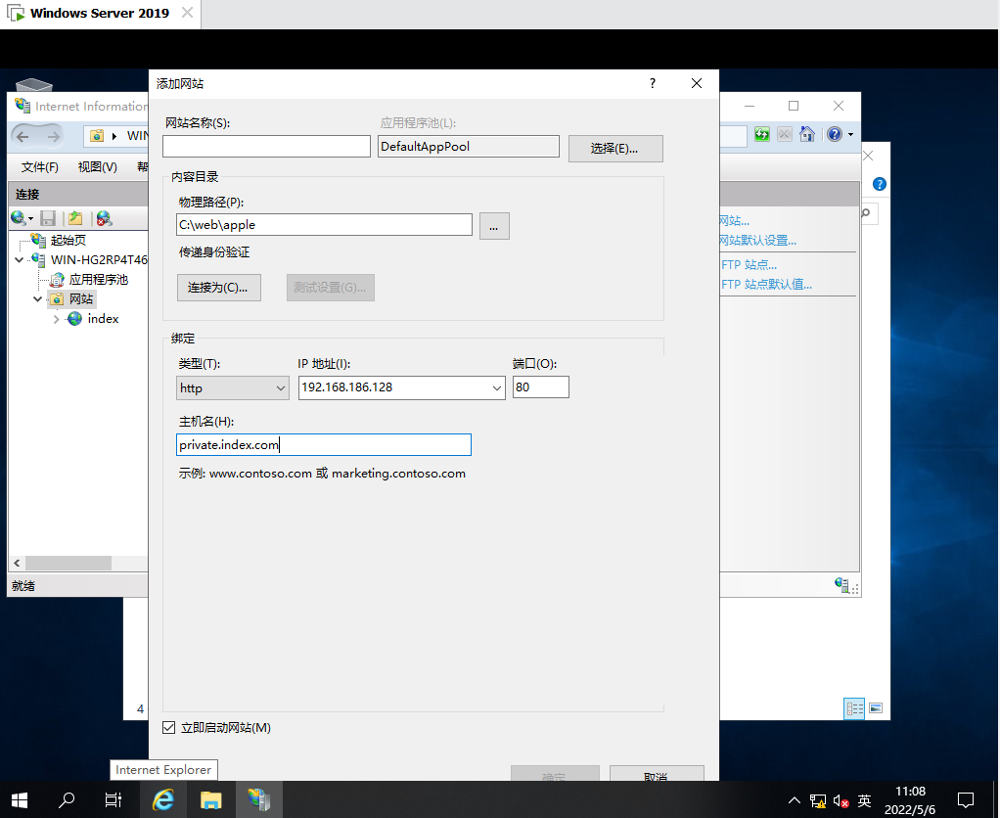 Windows Server 2019
添加网站
?
Internet Information
网站名称(S):
应用程序池(L):
DefaultAppPool
选择(E)...
WIN
文件(F)
视图(V)
帮
内容目录
物理路径(P):
C:\web\apple
...
传递身份验证
连接为(C)...
测试设置(G)...
连接
起始页
WIN-HG2RP4T46
应用程序池
网站
index
网站...
网站默认设置...
FTP 站点...
FTP 站点默认值...
绑定
类型(T):
IP 地址(I):
端口(O):
http
192.168.186.128
80
主机名(H):
private.index.com
示例: www.contoso.com 或 marketing.contoso.com
就绪
4
立即启动网站(M)
确定
取消
Internet Explorer
英
11:08
2022/5/6